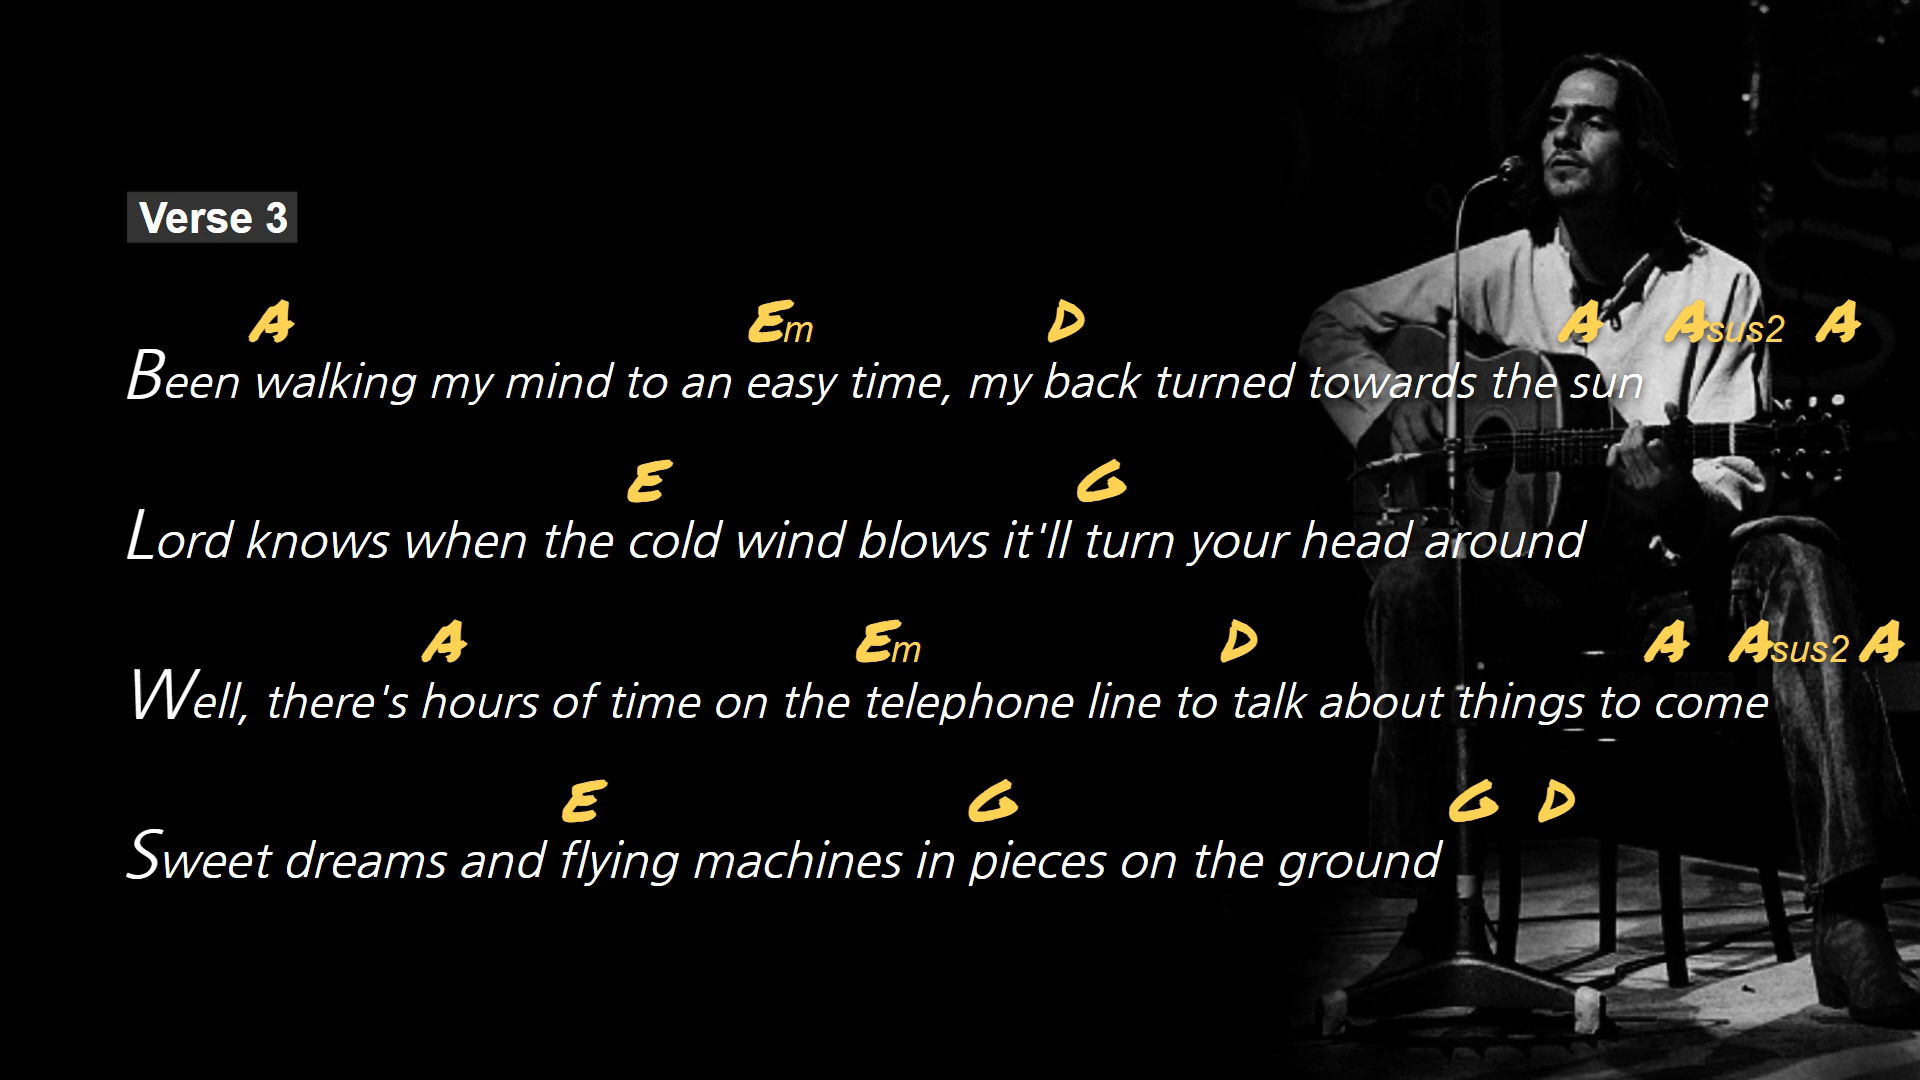 Verse 3
A Em D A Asus2 A
Been walking my mind to an easy time, my back turned towards the sun
E G
Lord knows when the cold wind blows it'll turn your head around
A Em D A Asus2 A
Well, there's hours of time on the telephone line to talk about things to come
E G G D
Sweet dreams and flying machines in pieces on the ground